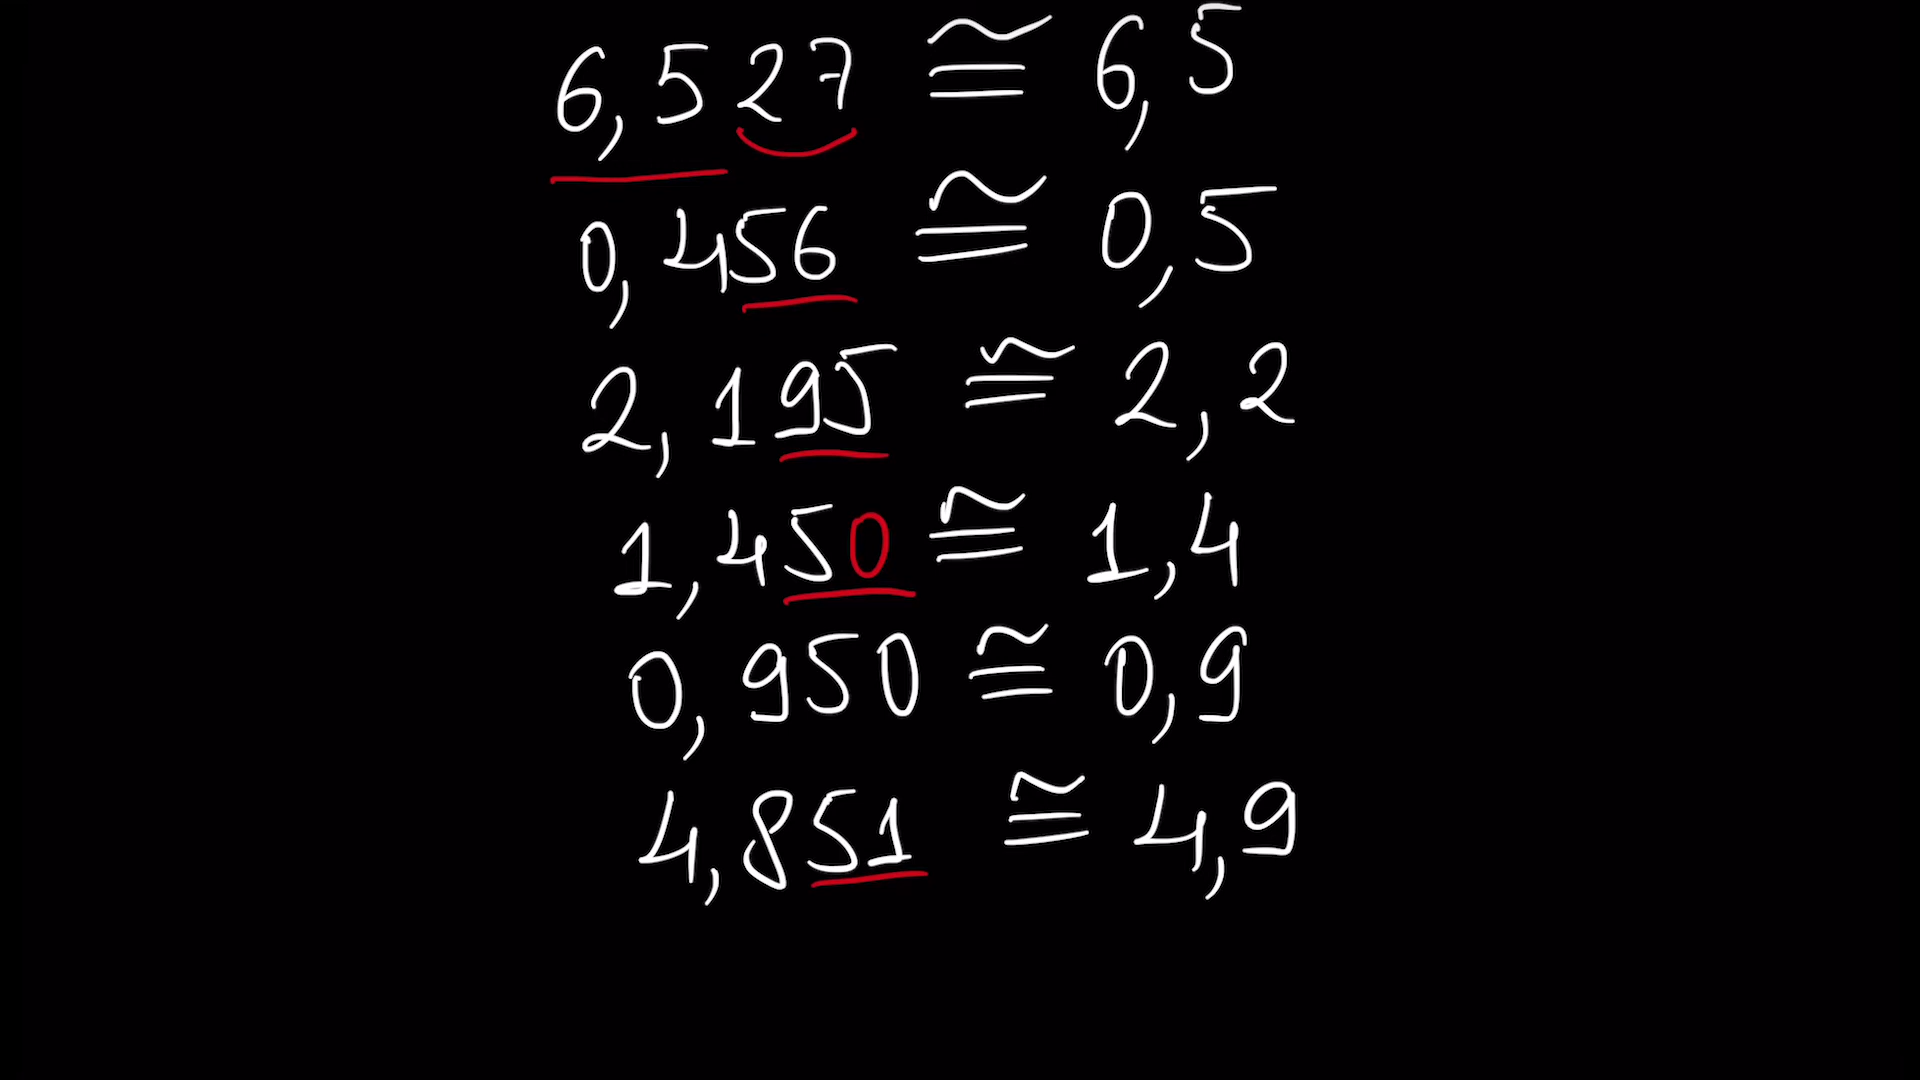 6,527 ≅ 6,5
0,456 ≅ 0,5
2,195 ≅ 2,2
1,450 ≅ 1,4
0,950 ≅ 0,9
4,851 ≅ 4,9